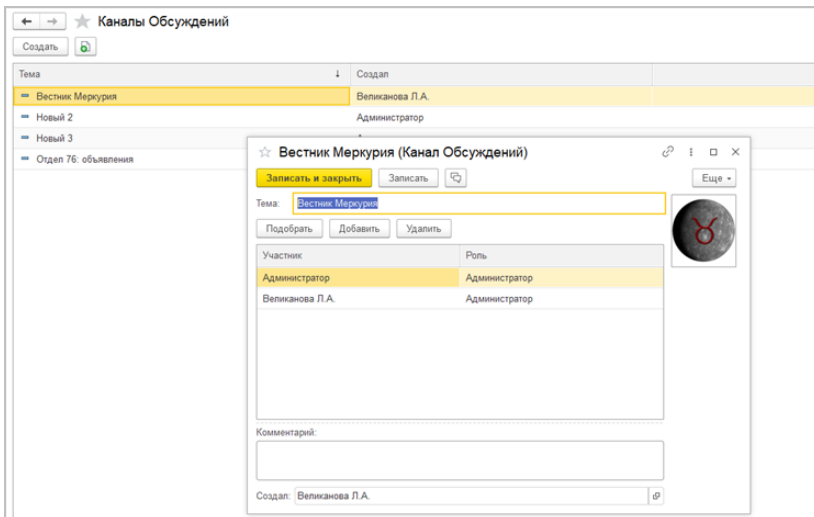 Каналы Обсуждений
Создать
Тема Создал
Вестник Меркурия Великанова Л.А.
Новый 2 Администратор
Новый 3
Отдел 76: объявления
Вестник Меркурия (Канал Обсуждений)
Записать и закрыть Записать Еще
Тема: Вестник Меркурия
Подобрать Добавить Удалить
Участник Роль
Администратор Администратор
Великанова Л.А. Администратор
Комментарий:
Создал: Великанова Л.А.